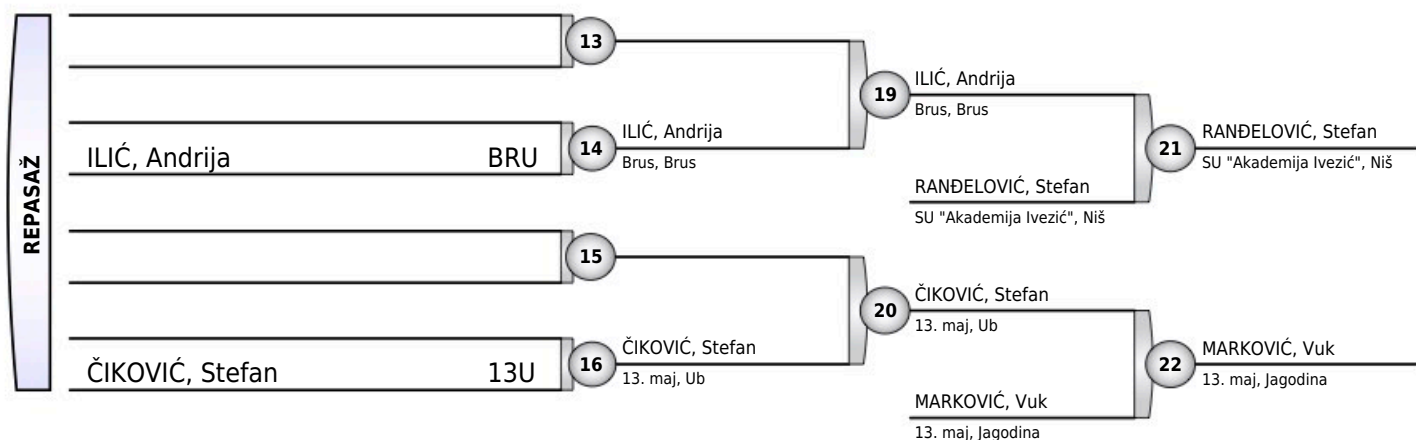 REPASAŽ
13
ILIĆ, Andrija BRU
14
ILIĆ, Andrija
Brus, Brus
19
ILIĆ, Andrija
Brus, Brus
RANĐELOVIĆ, Stefan
SU "Akademija Ivezić", Niš
21
RANĐELOVIĆ, Stefan
SU "Akademija Ivezić", Niš
15
ČIKOVIĆ, Stefan 13U
16
ČIKOVIĆ, Stefan
13. maj, Ub
20
ČIKOVIĆ, Stefan
13. maj, Ub
MARKOVIĆ, Vuk
13. maj, Jagodina
22
MARKOVIĆ, Vuk
13. maj, Jagodina